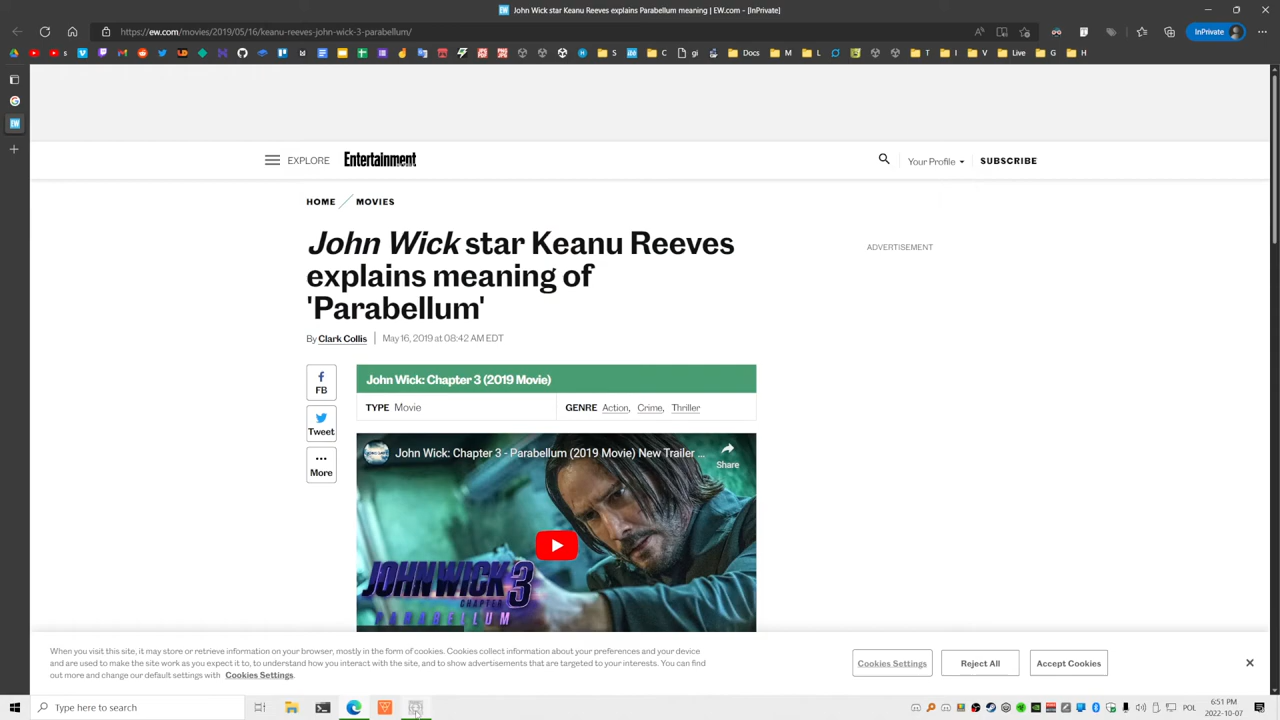 John Wick star Keanu Reeves explains meaning of 'Parabellum' | EW.com - [InPrivate]
https://ew.com/movies/2019/05/16/keanu-reeves-john-wick-3-parabellum/
InPrivate
S
C
gi
Docs
M
L
C
T
I
G
H
EXPLORE
Entertainment
Your Profile
SUBSCRIBE
HOME
MOVIES
John Wick star Keanu Reeves
explains meaning of
'Parabellum'
By Clark Collis
May 16, 2019 at 08:42 AM EDT
ADVERTISEMENT
FB
Tweet
More
John Wick: Chapter 3 (2019 Movie)
TYPE Movie
GENRE Action, Crime, Thriller
John Wick: Chapter 3 - Parabellum (2019 Movie) New Trailer ...
Share
JOHN WICK
CHAPTER 3
PARABELLUM
When you visit this site, it may store or retrieve information on your browser, mostly in the form of cookies. Cookies collect information about your preferences and your device
and are used to make the site work as you expect it to, to understand how you interact with the site, and to show advertisements that are targeted to your interests. You can find
out more and change our default settings with Cookies Settings.
Cookies Settings
Reject All
Accept Cookies
Type here to search
POL
6:51 PM
2022-10-07